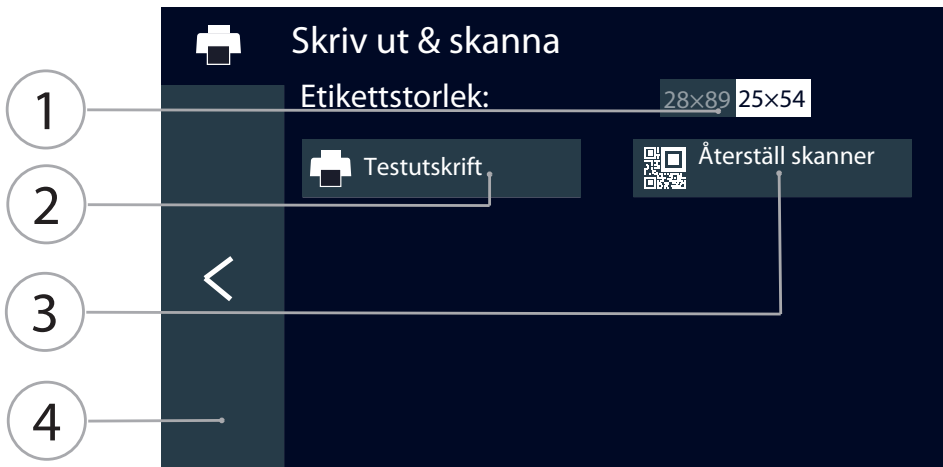 Skriv ut & skanna
1
Etikettstorlek: 28×89 25×54
2
Testutskrift
Återställ skanner
3
4